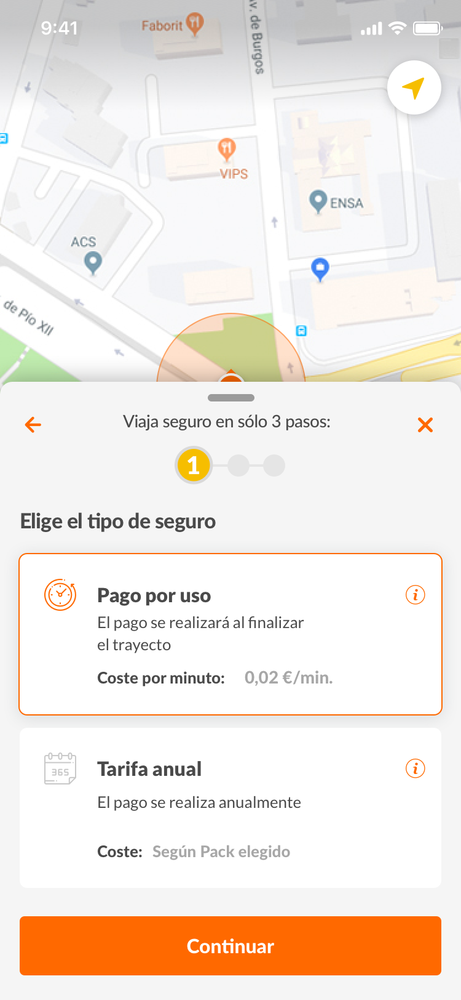 9:41
Faborit
Av. de Burgos
VIPS
ENSA
ACS
de Pío XII
Viaja seguro en sólo 3 pasos:
1
Elige el tipo de seguro
Pago por uso
i
El pago se realizará al finalizar
el trayecto
Coste por minuto: 0,02 €/min.
365
Tarifa anual
i
El pago se realiza anualmente
Coste: Según Pack elegido
Continuar